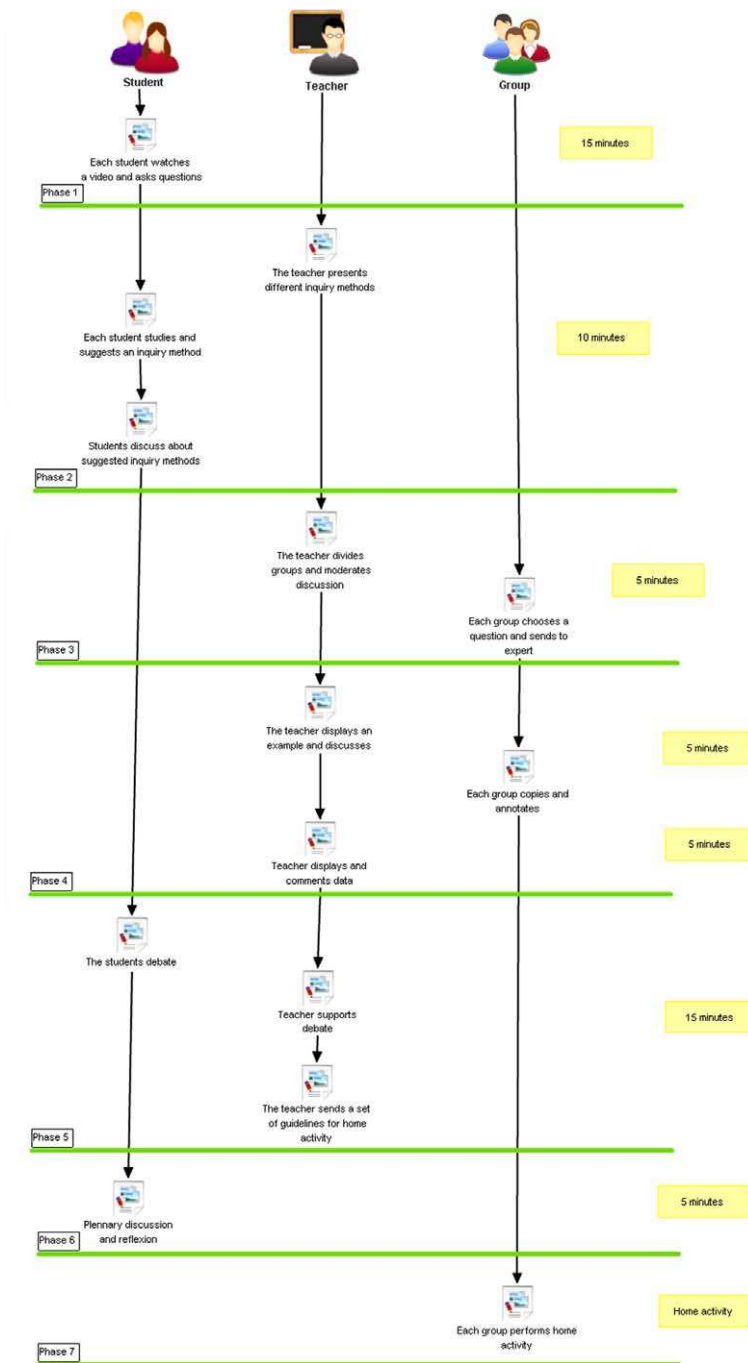 Student
Teacher
Group
15 minutes
Each student watches
a video and asks questions
Phase 1
The teacher presents
different inquiry methods
Each student studies and
suggests an inquiry method
10 minutes
Students discuss about
suggested inquiry methods
Phase 2
The teacher divides
groups and moderates
discussion
5 minutes
Each group chooses a
question and sends to
expert
Phase 3
The teacher displays an
example and discusses
5 minutes
Each group copies and
annotates
5 minutes
Teacher displays and
comments data
Phase 4
The students debate
Teacher supports
debate
15 minutes
The teacher sends a set
of guidelines for home
activity
Phase 5
Plennary discussion
and reflexion
5 minutes
Phase 6
Home activity
Each group performs home
activity
Phase 7